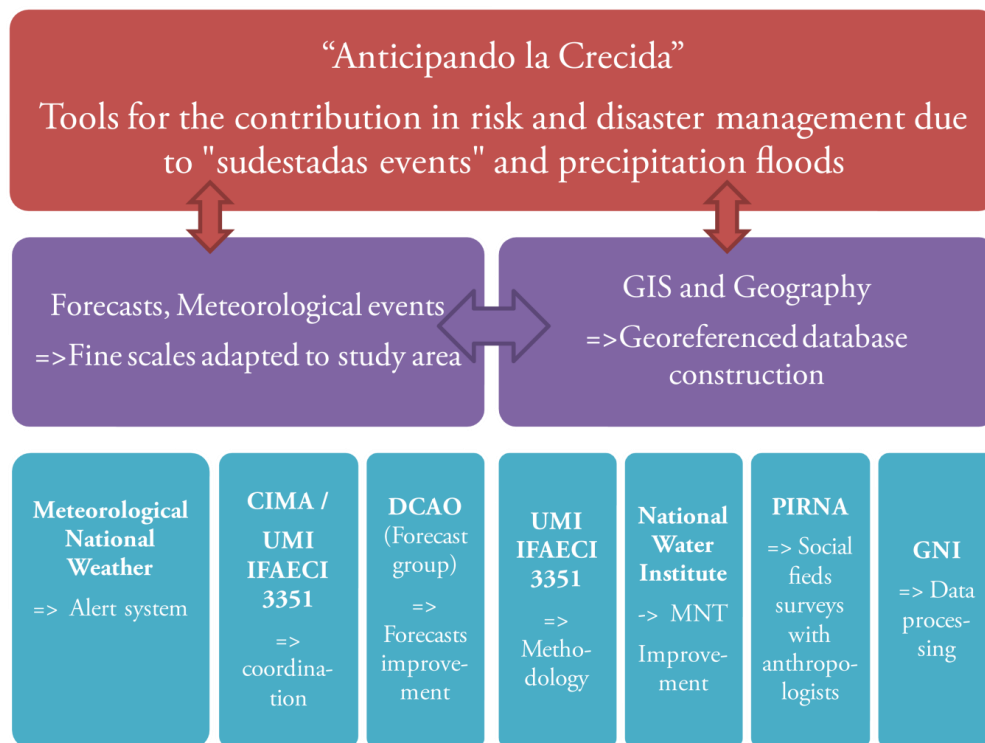 “Anticipando la Crecida”
Tools for the contribution in risk and disaster management due
to "sudestadas events" and precipitation floods
Forecasts, Meteorological events
=>Fine scales adapted to study area
GIS and Geography
=>Georeferenced database
construction
Meteorological
National
Weather
=> Alert system
CIMA /
UMI
IFAECI
3351
=>
coordina-
tion
DCAO
(Forecast
group)
=>
Forecasts
improve-
ment
UMI
IFAECI
3351
=>
Metho-
dology
National
Water
Institute
-> MNT
Improve-
ment
PIRNA
=> Social
fieds
surveys
with
anthropo-
logists
GNI
=> Data
proces-
sing